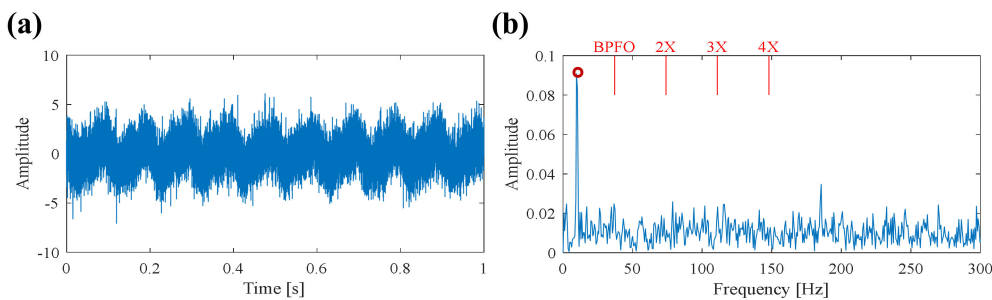 (a)
10
5
0
-5
-10
Amplitude
0 0.2 0.4 0.6 0.8 1
Time [s]
(b)
BPFO 2X 3X 4X
0.1
0.08
0.06
0.04
0.02
0
Amplitude
0 50 100 150 200 250 300
Frequency [Hz]